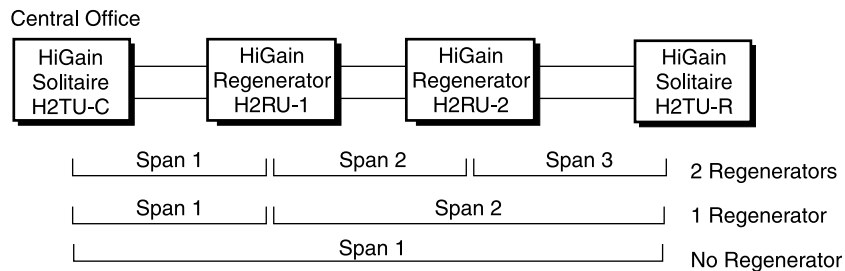 Central Office
HiGain
Solitaire
H2TU-C
HiGain
Regenerator
H2RU-1
HiGain
Regenerator
H2RU-2
HiGain
Solitaire
H2TU-R
Span 1
Span 2
Span 3
2 Regenerators
Span 1
Span 2
1 Regenerator
Span 1
No Regenerator